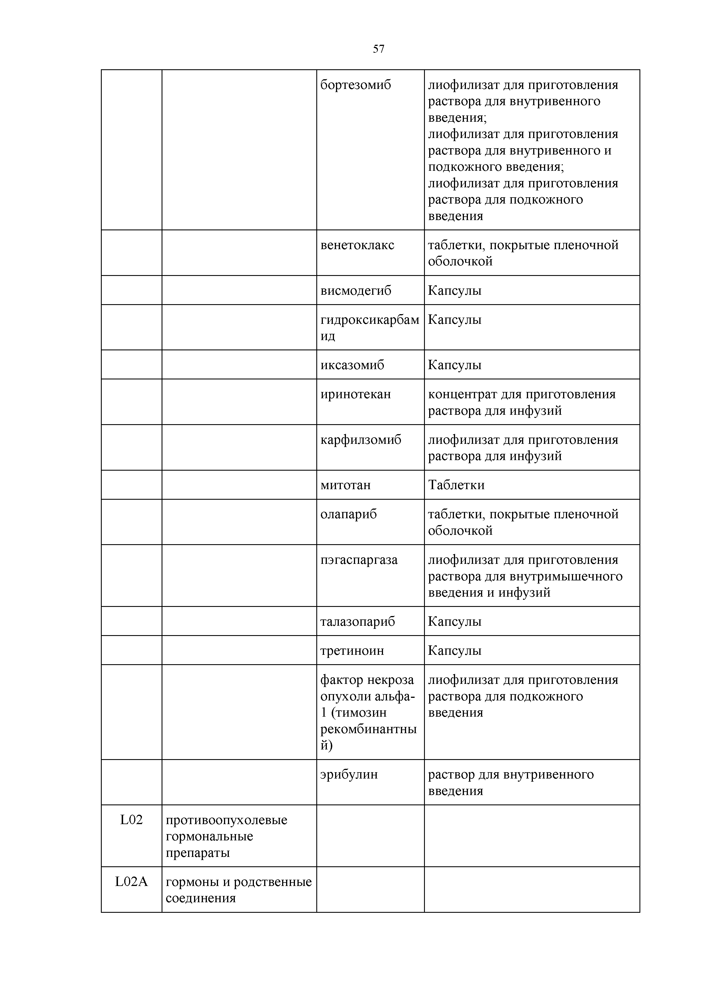 57
бортезомиб
лиофилизат для приготовления
раствора для внутривенного
введения;
лиофилизат для приготовления
раствора для внутривенного и
подкожного введения;
лиофилизат для приготовления
раствора для подкожного
введения
венетоклакс
таблетки, покрытые пленочной
оболочкой
висмодегиб
Капсулы
гидроксикарбам
ид
Капсулы
иксазомиб
Капсулы
иринотекан
концентрат для приготовления
раствора для инфузий
карфилзомиб
лиофилизат для приготовления
раствора для инфузий
митотан
Таблетки
олапариб
таблетки, покрытые пленочной
оболочкой
пэгаспаргаза
лиофилизат для приготовления
раствора для внутримышечного
введения и инфузий
талазопариб
Капсулы
третиноин
Капсулы
фактор некроза
опухоли альфа-
1 (тимозин
рекомбинантны
й)
лиофилизат для приготовления
раствора для подкожного
введения
эрибулин
раствор для внутривенного
введения
L02
противоопухолевые
гормональные
препараты
L02A
гормоны и родственные
соединения